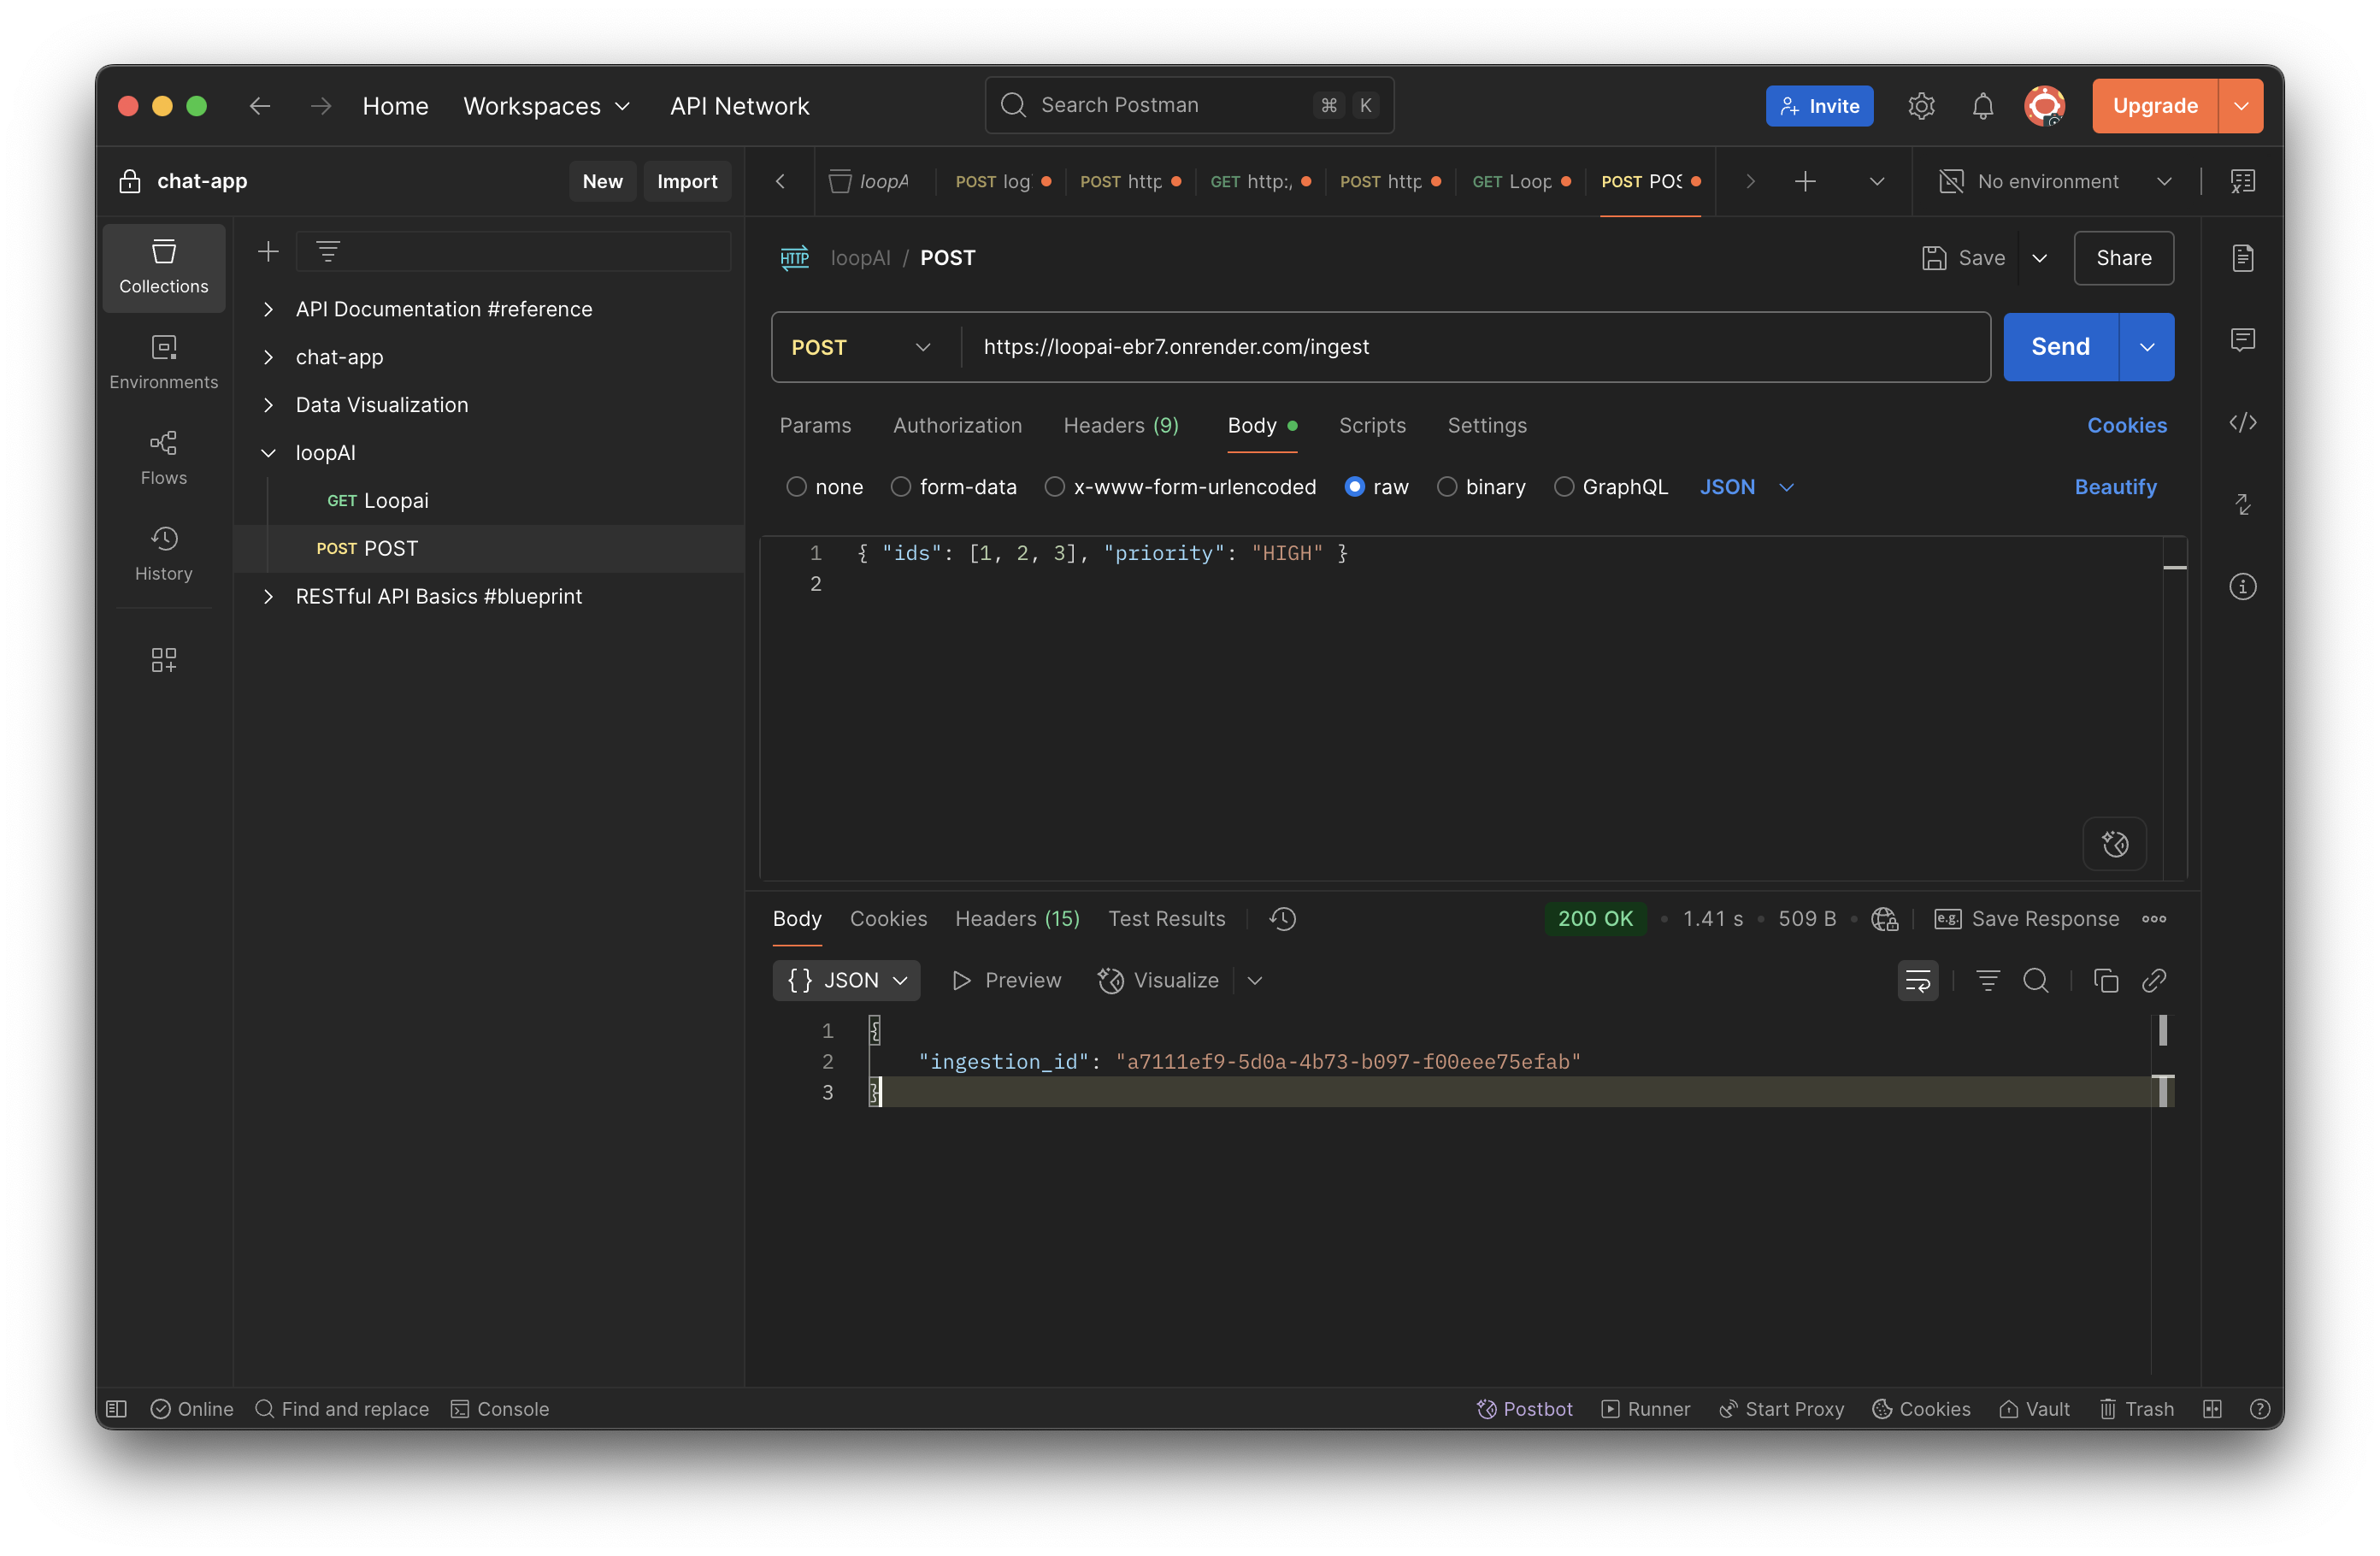 Home Workspaces API Network Search Postman ⌘ K Invite Upgrade
chat-app New Import
loopA POST log POST http GET http:/ POST http GET Loop POST POS No environment
Collections
Environments
Flows
History
API Documentation #reference
chat-app
Data Visualization
loopAI
GET Loopai
POST POST
RESTful API Basics #blueprint
HTTP loopAI / POST Save Share
POST https://loopai-ebr7.onrender.com/ingest Send
Params Authorization Headers (9) Body Scripts Settings Cookies
none form-data x-www-form-urlencoded raw binary GraphQL JSON Beautify
1 { "ids": [1, 2, 3], "priority": "HIGH" }
2
Body Cookies Headers (15) Test Results 200 OK • 1.41 s • 509 B • e.g. Save Response
{} JSON Preview Visualize
1 {
2 "ingestion_id": "a7111ef9-5d0a-4b73-b097-f00eee75efab"
3 }
Online Find and replace Console Postbot Runner Start Proxy Cookies Vault Trash